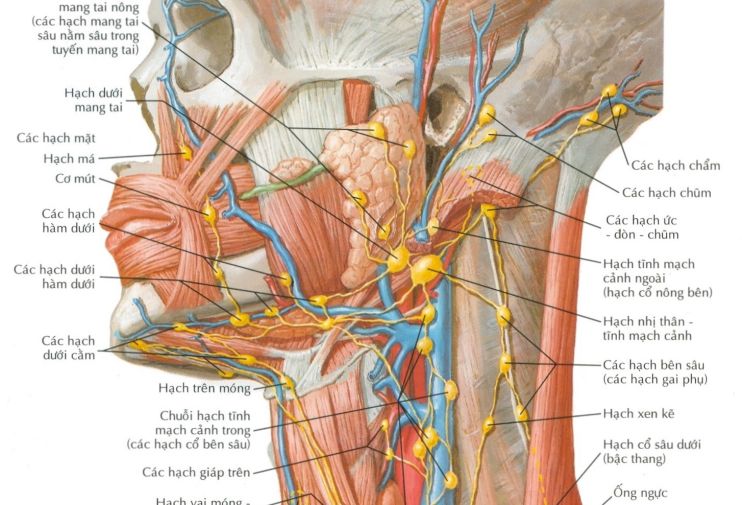 mang tai nông
(các hạch mang tai
sâu nằm sâu trong
tuyến mang tai)
Hạch dưới
mang tai
Các hạch mặt
Hạch má
Cơ mút
Các hạch
hàm dưới
Các hạch dưới
hàm dưới
Các hạch
dưới cằm
Hạch trên móng
Chuỗi hạch tĩnh
mạch cảnh trong
(các hạch cổ bên sâu)
Các hạch giáp trên
Hạch vai móng -
Các hạch chẩm
Các hạch chũm
Các hạch ức
- đòn - chũm
Hạch tĩnh mạch
cảnh ngoài
(hạch cổ nông bên)
Hạch nhị thân -
tĩnh mạch cảnh
Các hạch bên sâu
(các hạch gai phụ)
Hạch xen kẽ
Hạch cổ sâu dưới
(bậc thang)
Ống ngực